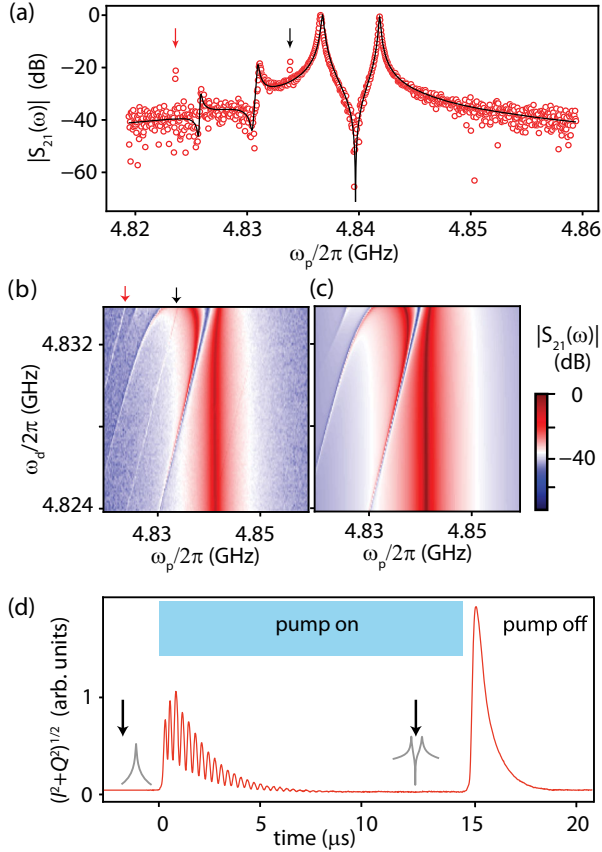 (a)
|S21(ω)| (dB)
0
−20
−40
−60
4.82 4.83 4.84 4.85 4.86
ωp/2π (GHz)
(b) (c)
ωd/2π (GHz)
4.832
4.824
4.83 4.85
ωp/2π (GHz)
4.83 4.85
ωp/2π (GHz)
|S21(ω)|
(dB)
0
−40
(d)
(I²+Q²)1/2 (arb. units)
1
0
pump on
pump off
0 5 10 15 20
time (μs)